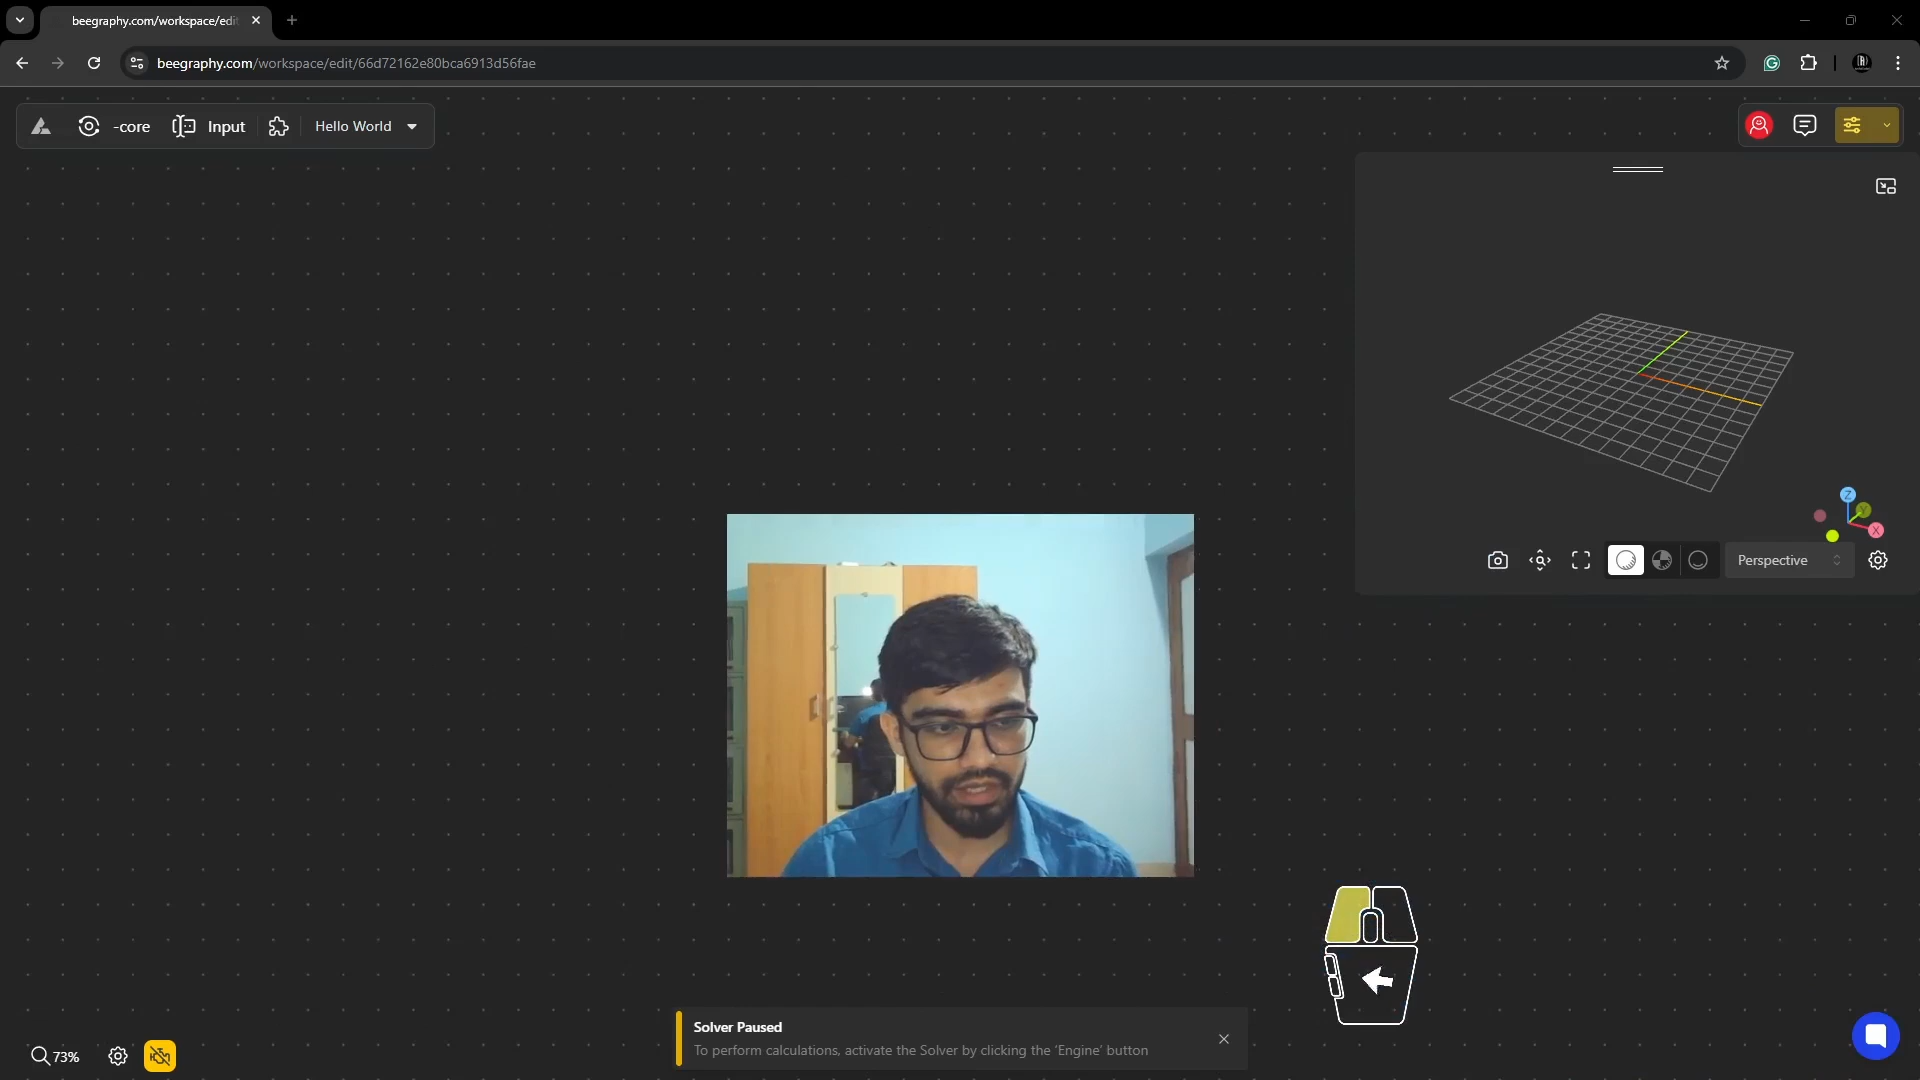 beegraphy.com/workspace/edi
beegraphy.com/workspace/edit/66d72162e80bca6913d56fae
-core
Input
Hello World
Z
Y
X
Perspective
Solver Paused
To perform calculations, activate the Solver by clicking the 'Engine' button
73%